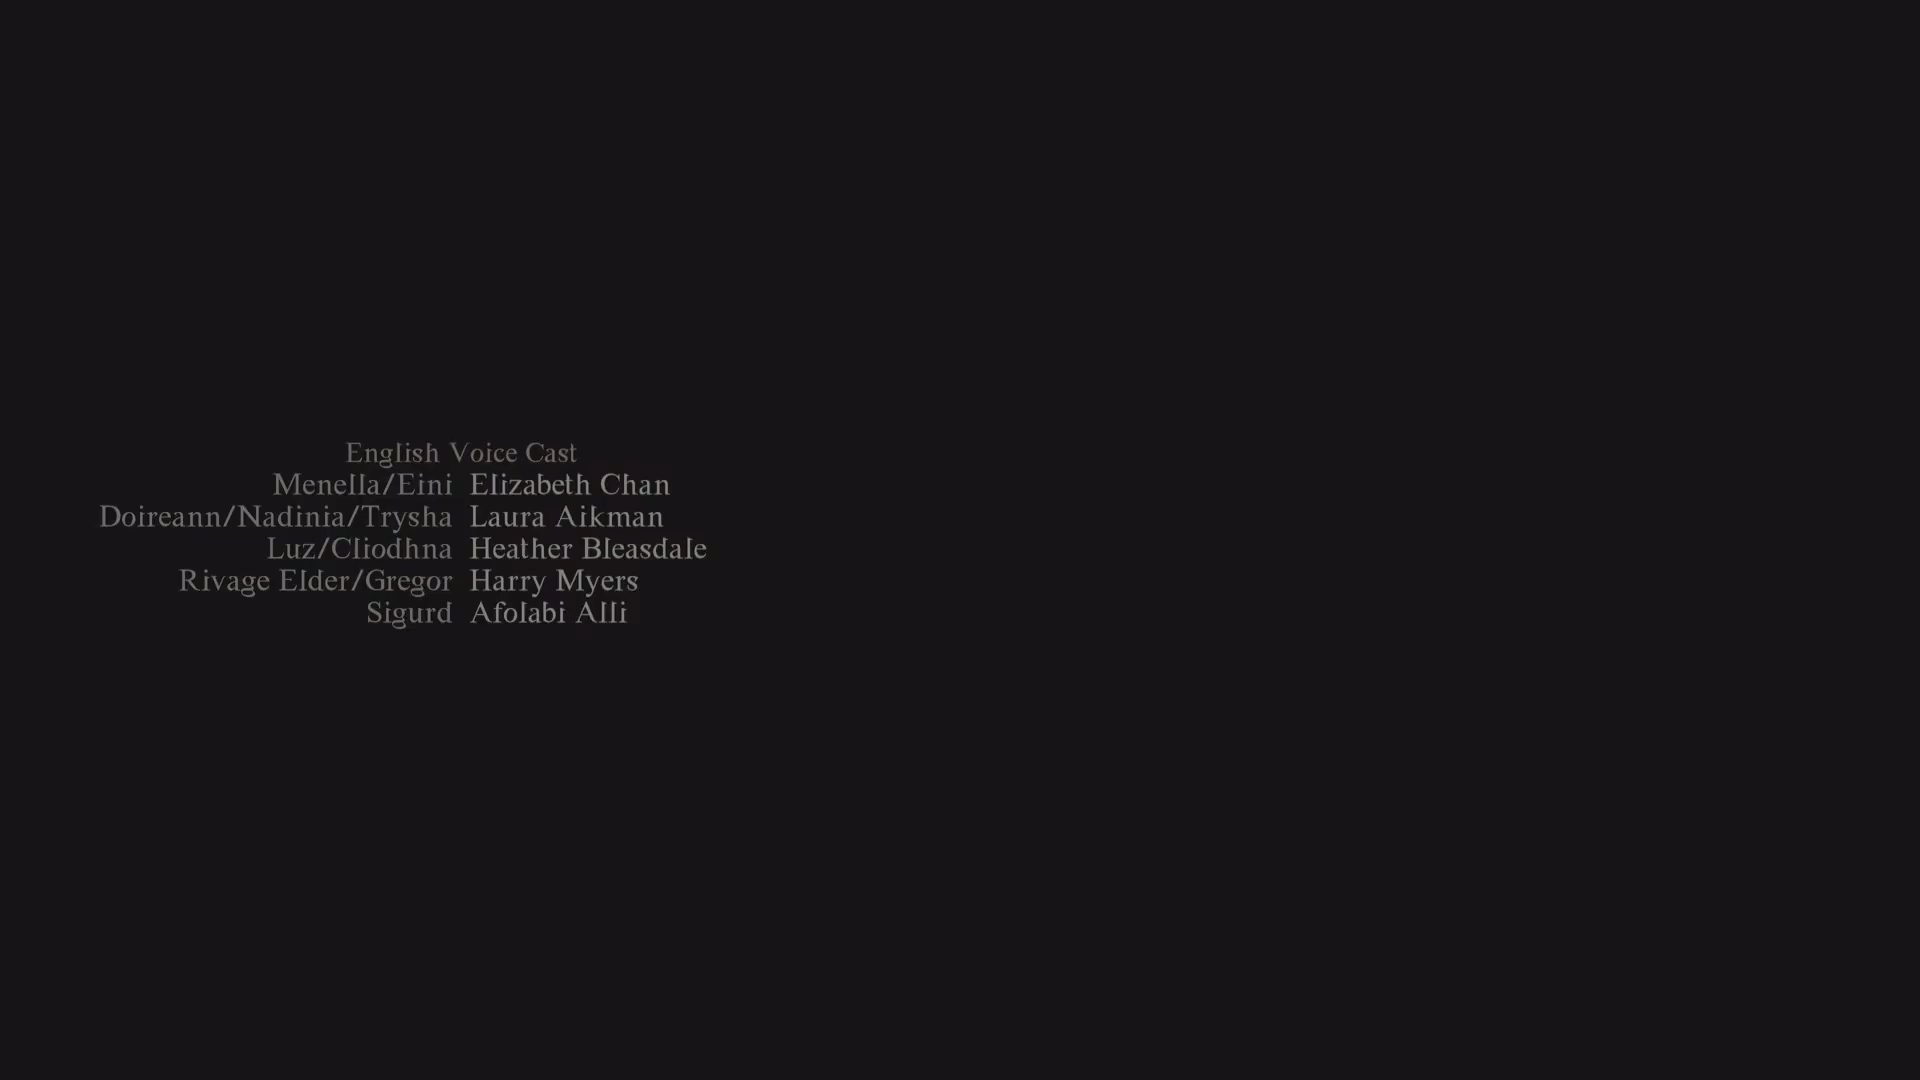 English Voice Cast
Menella/Eini Elizabeth Chan
Doireann/Nadinia/Trysha Laura Aikman
Luz/Cliodhna Heather Bleasdale
Rivage Elder/Gregor Harry Myers
Sigurd Afolabi Alli